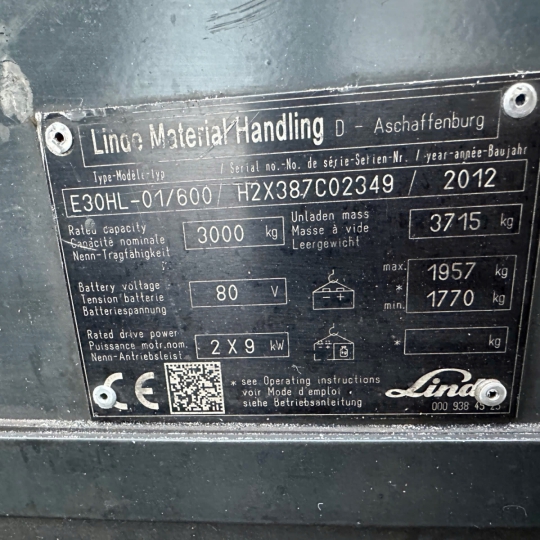 Linde Material Handling D - Aschaffenburg
Type-Modèle-typ / Serial no.-No. de série-Serien-Nr. / -year-année-Baujahr
E30HL-01/600 / H2X387C02349 / 2012
Rated capacity
Capacité nominale
Nenn-Tragfähigkeit
3000 kg
Unladen mass
Masse à vide
Leergewicht
3715 kg
Battery voltage
Tension batterie
Batteriespannung
80 V
- +
max. 1957 kg
*
min. 1770 kg
Rated drive power
Puissance motr.nom.
Nenn-Antriebsleist
2 X 9 kW
* kg
CE
* see Operating instructions
voir Mode d'emploi
siehe Betriebsanleitung
Linde
000 938